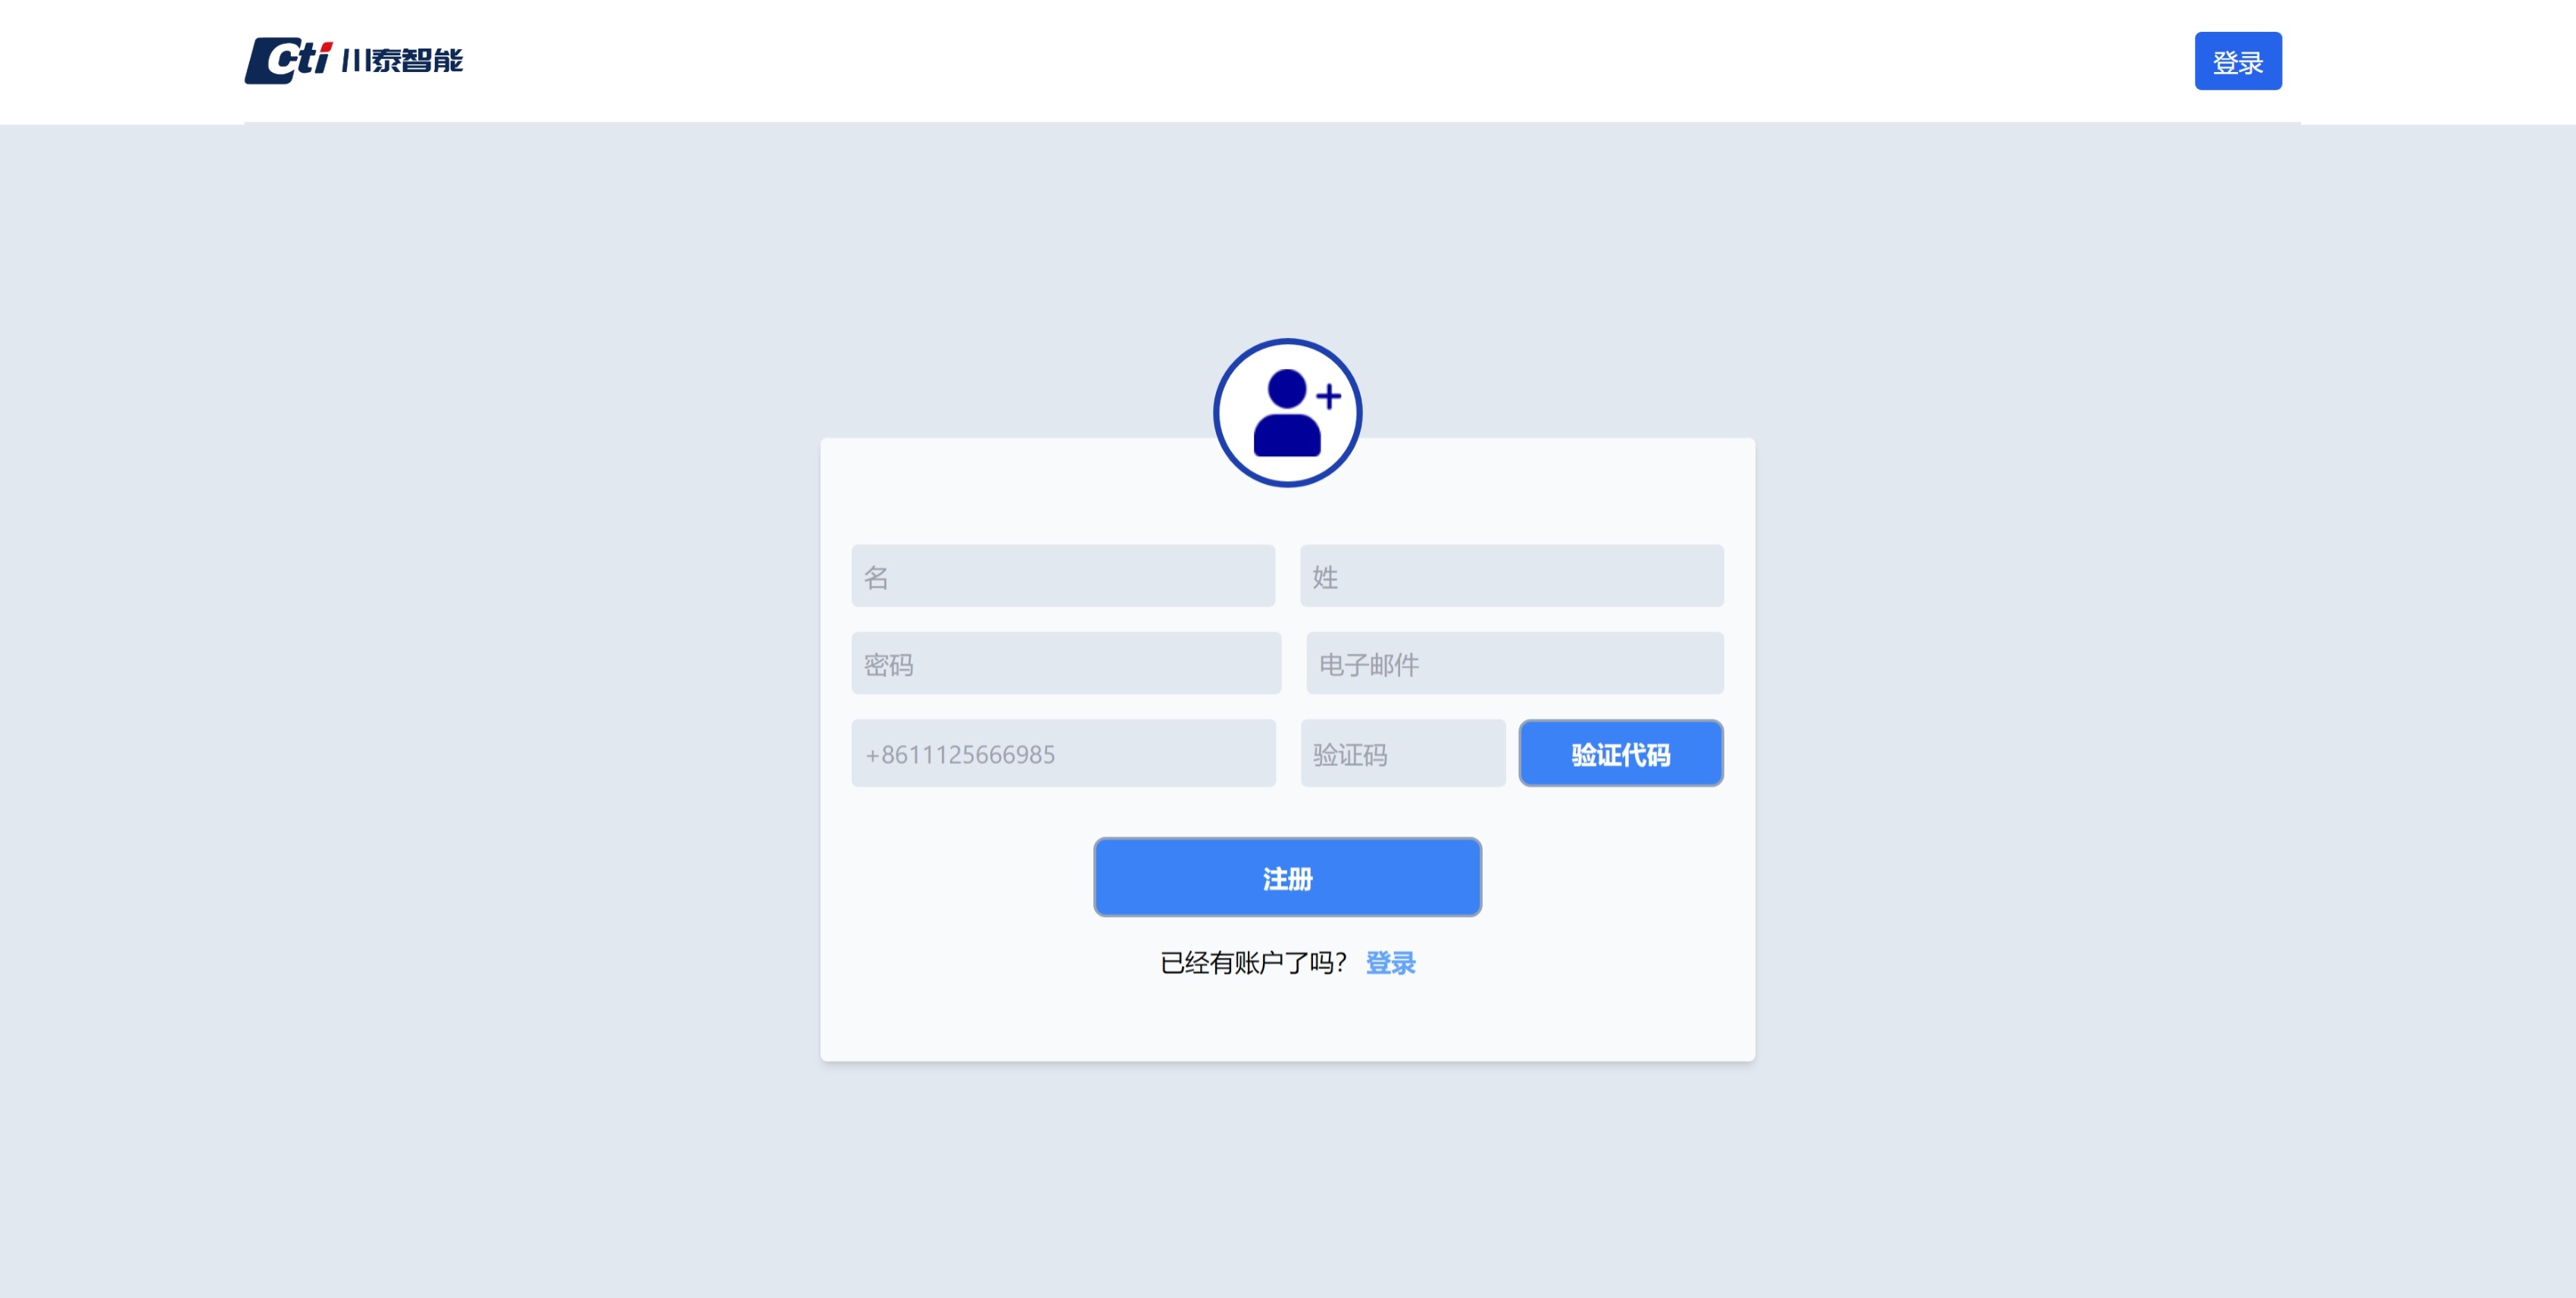 cti 川泰智能
登录
名
姓
密码
电子邮件
+8611125666985
验证码
验证代码
注册
已经有账户了吗? 登录